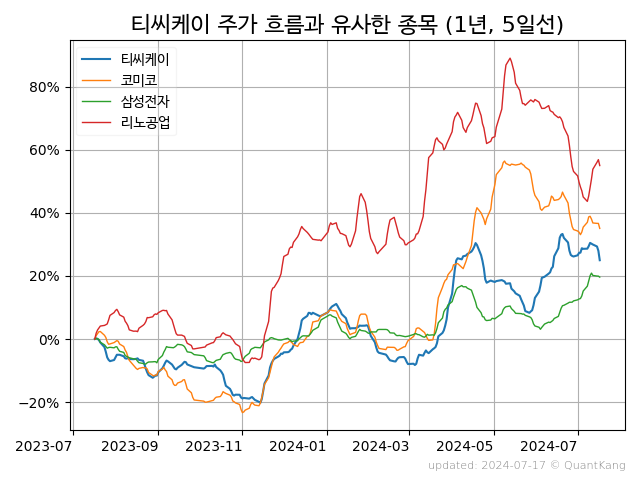 티씨케이 주가 흐름과 유사한 종목 (1년, 5일선)
티씨케이
코미코
삼성전자
리노공업
80%
60%
40%
20%
0%
−20%
2023-07 2023-09 2023-11 2024-01 2024-03 2024-05 2024-07
updated: 2024-07-17 © QuantKang